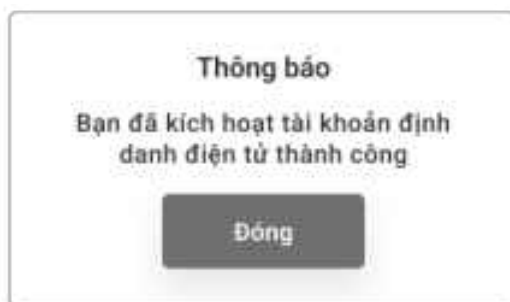 Thông báo
Bạn đã kích hoạt tài khoản định
danh điện tử thành công
Đóng